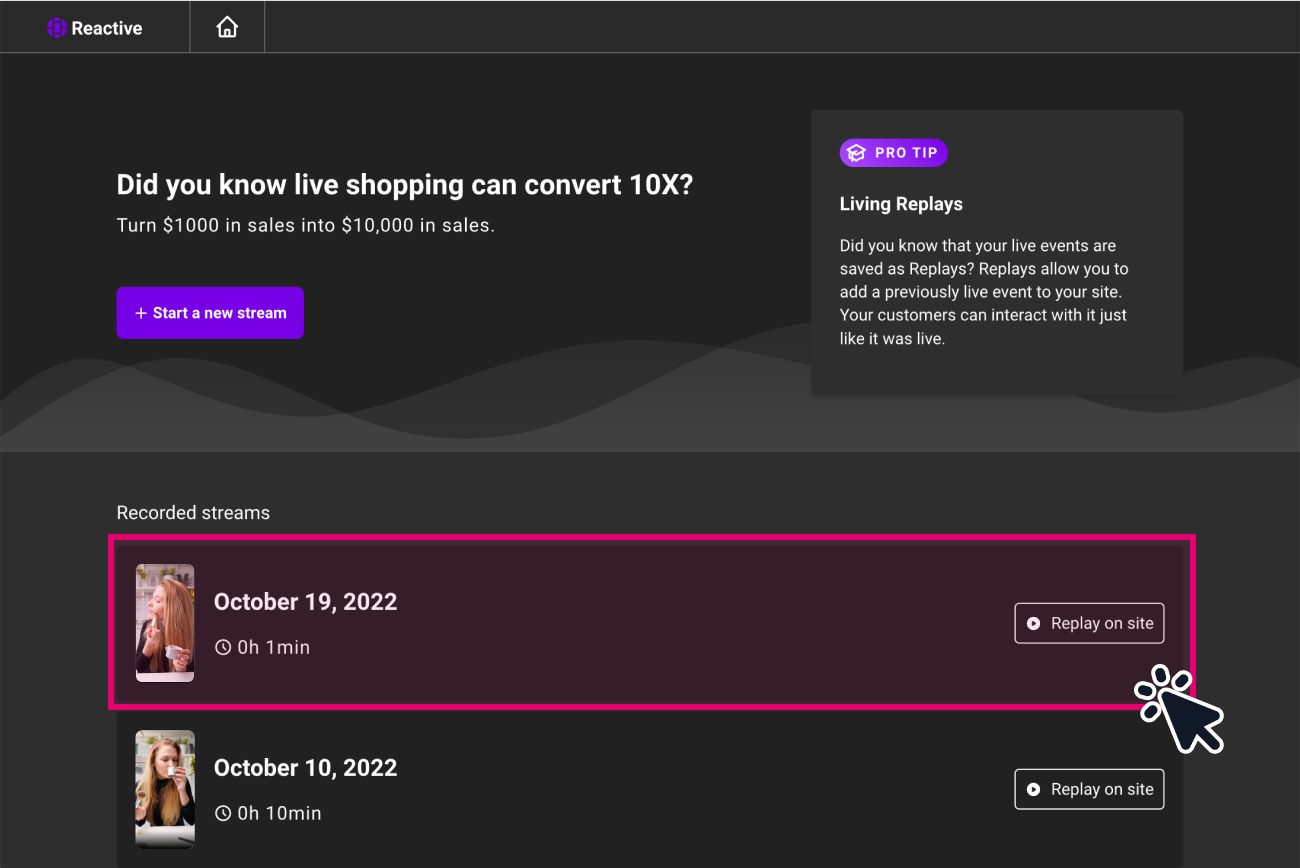 Reactive
Did you know live shopping can convert 10X?
Turn $1000 in sales into $10,000 in sales.
+ Start a new stream
PRO TIP
Living Replays
Did you know that your live events are
saved as Replays? Replays allow you to
add a previously live event to your site.
Your customers can interact with it just
like it was live.
Recorded streams
October 19, 2022
0h 1min
Replay on site
October 10, 2022
0h 10min
Replay on site